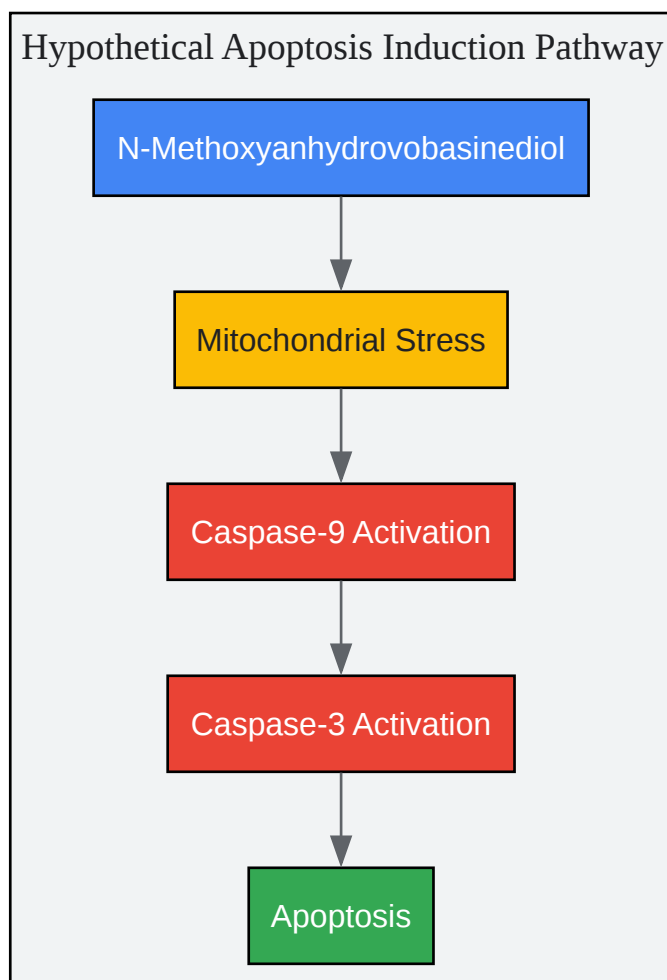 Hypothetical Apoptosis Induction Pathway
N-Methoxyanhydrovobasinediol
Mitochondrial Stress
Caspase-9 Activation
Caspase-3 Activation
Apoptosis